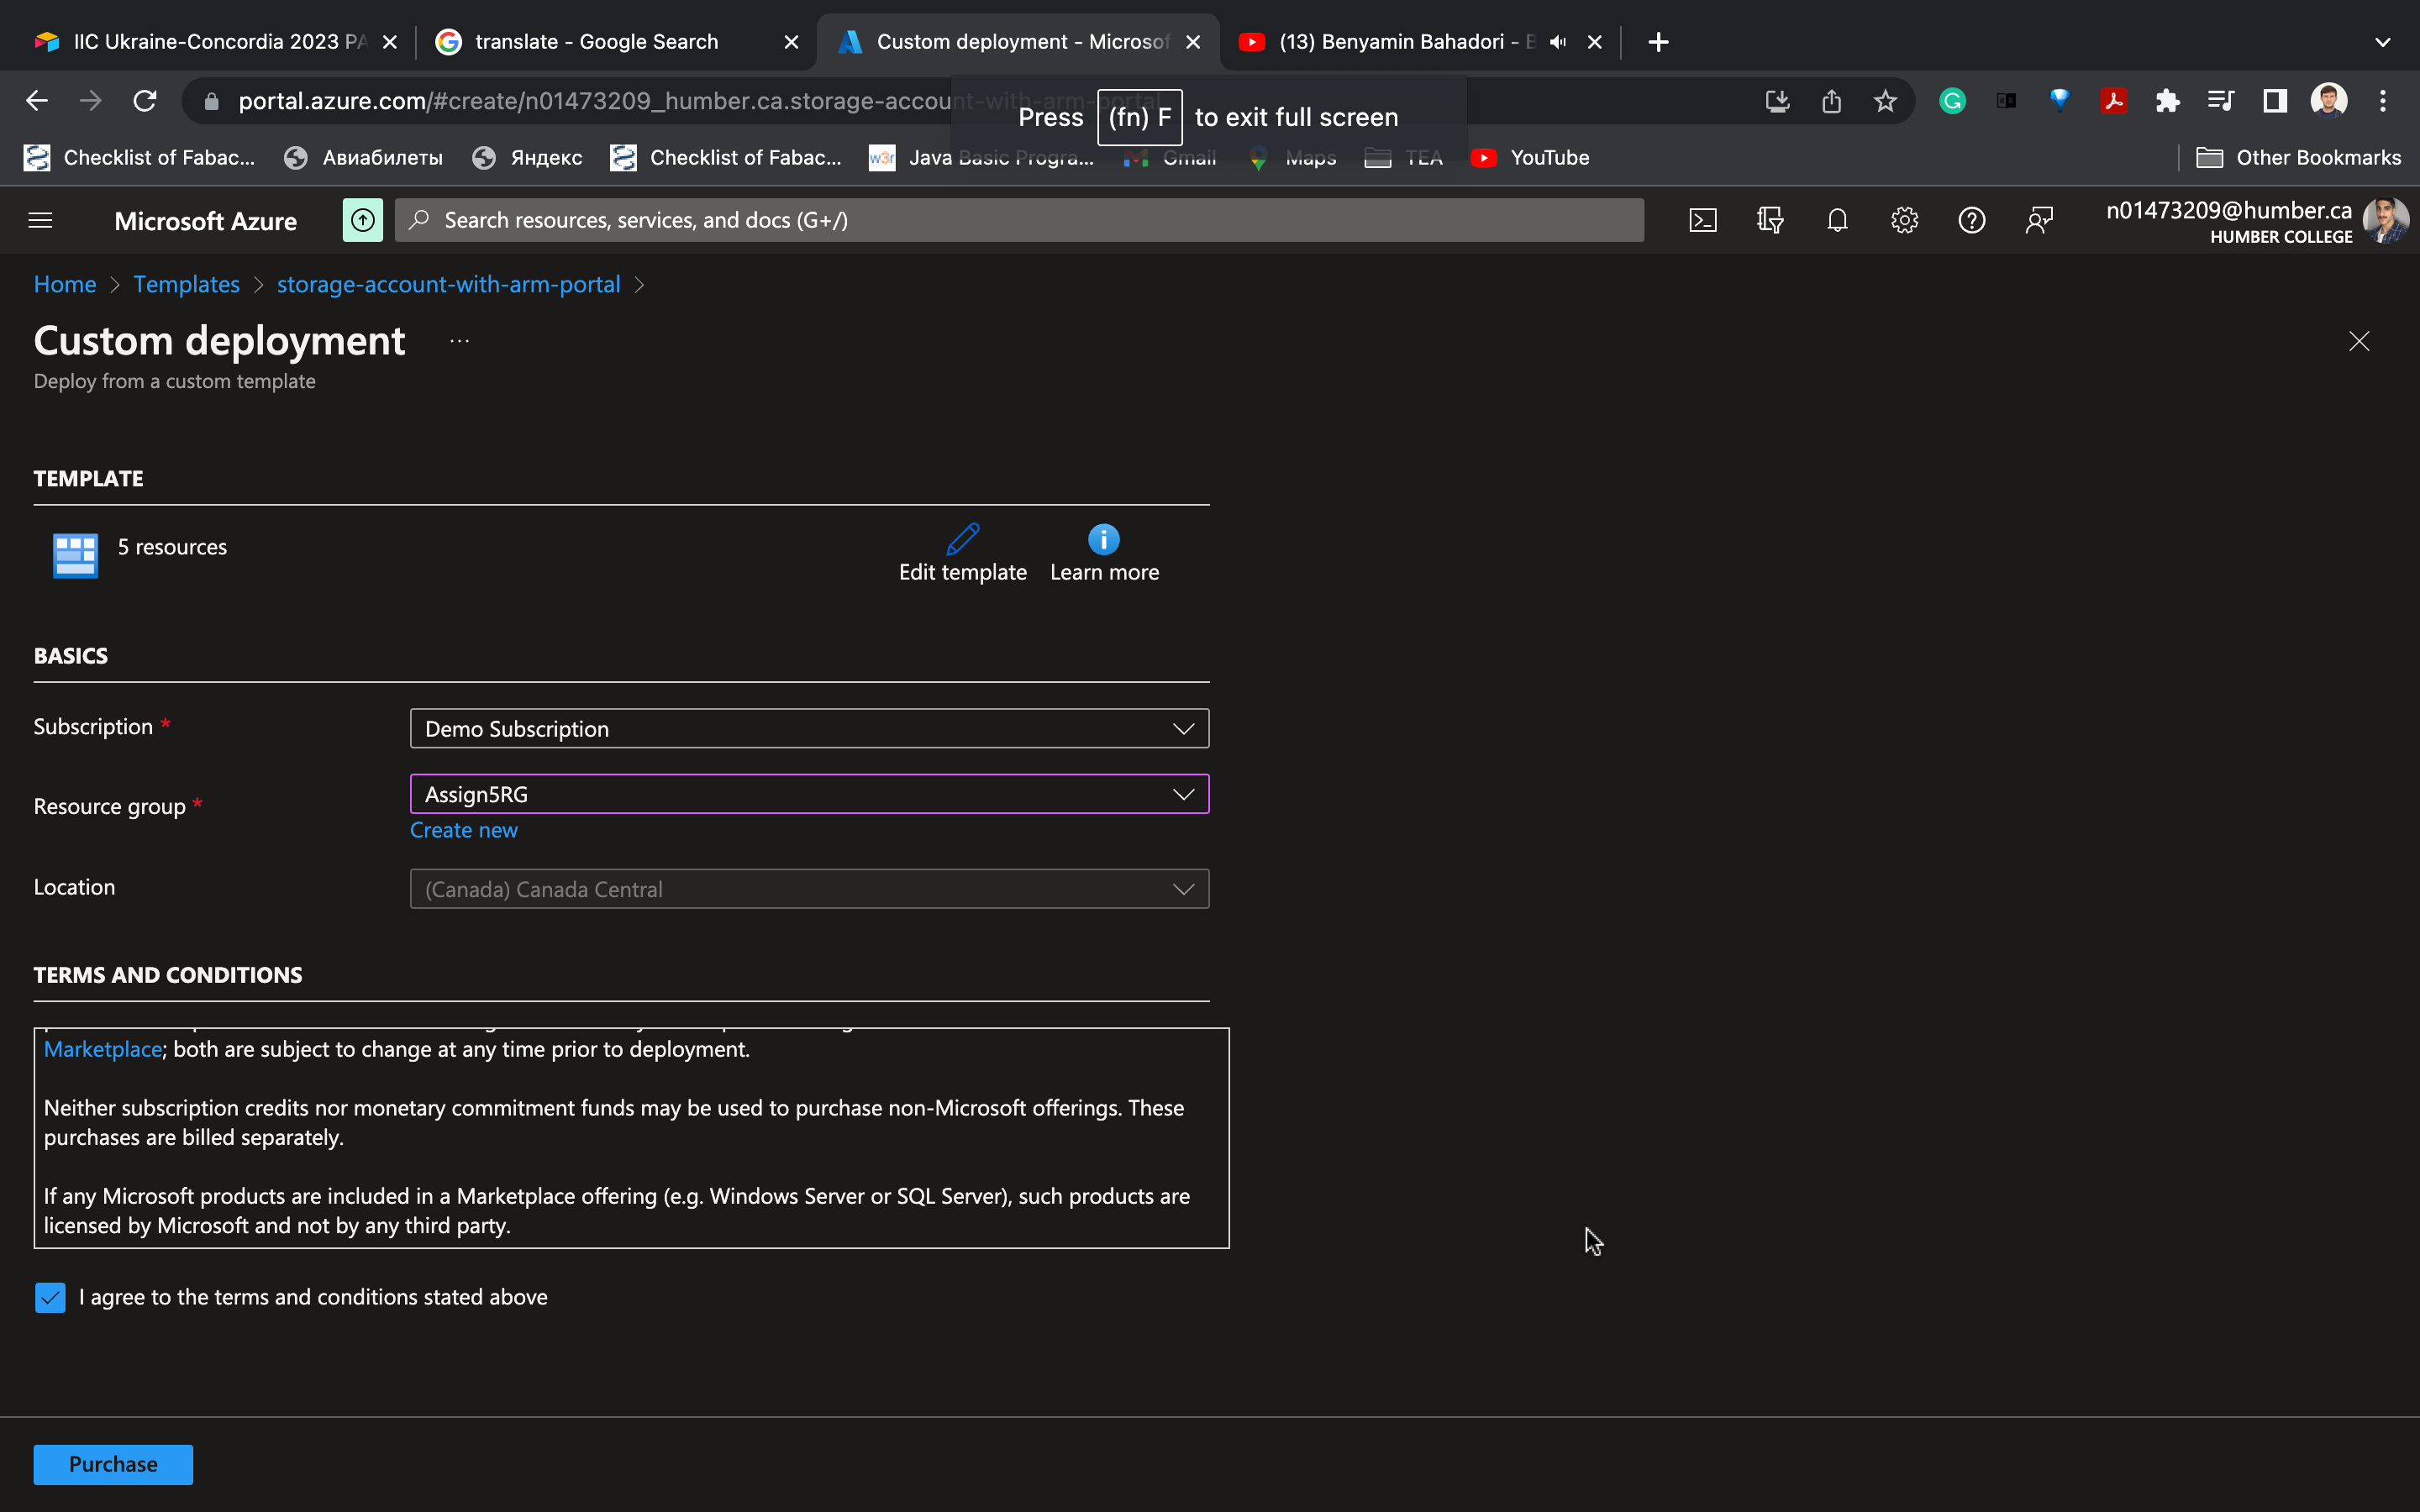 IIC Ukraine-Concordia 2023 PA
translate - Google Search
Custom deployment - Microsof
(13) Benyamin Bahadori - B
portal.azure.com/#create/n01473209_humber.ca.storage-account-with-arm-portal
Press (fn) F to exit full screen
Checklist of Fabac...
Авиабилеты
Яндекс
Checklist of Fabac...
w3r
Java Basic Progra...
Gmail
Maps
TEA
YouTube
Other Bookmarks
Microsoft Azure
Search resources, services, and docs (G+/)
n01473209@humber.ca
HUMBER COLLEGE
Home > Templates > storage-account-with-arm-portal >
Custom deployment ...
Deploy from a custom template
TEMPLATE
5 resources
Edit template
Learn more
BASICS
Subscription *
Demo Subscription
Resource group *
Assign5RG
Create new
Location
(Canada) Canada Central
TERMS AND CONDITIONS
Marketplace; both are subject to change at any time prior to deployment.
Neither subscription credits nor monetary commitment funds may be used to purchase non-Microsoft offerings. These
purchases are billed separately.
If any Microsoft products are included in a Marketplace offering (e.g. Windows Server or SQL Server), such products are
licensed by Microsoft and not by any third party.
I agree to the terms and conditions stated above
Purchase